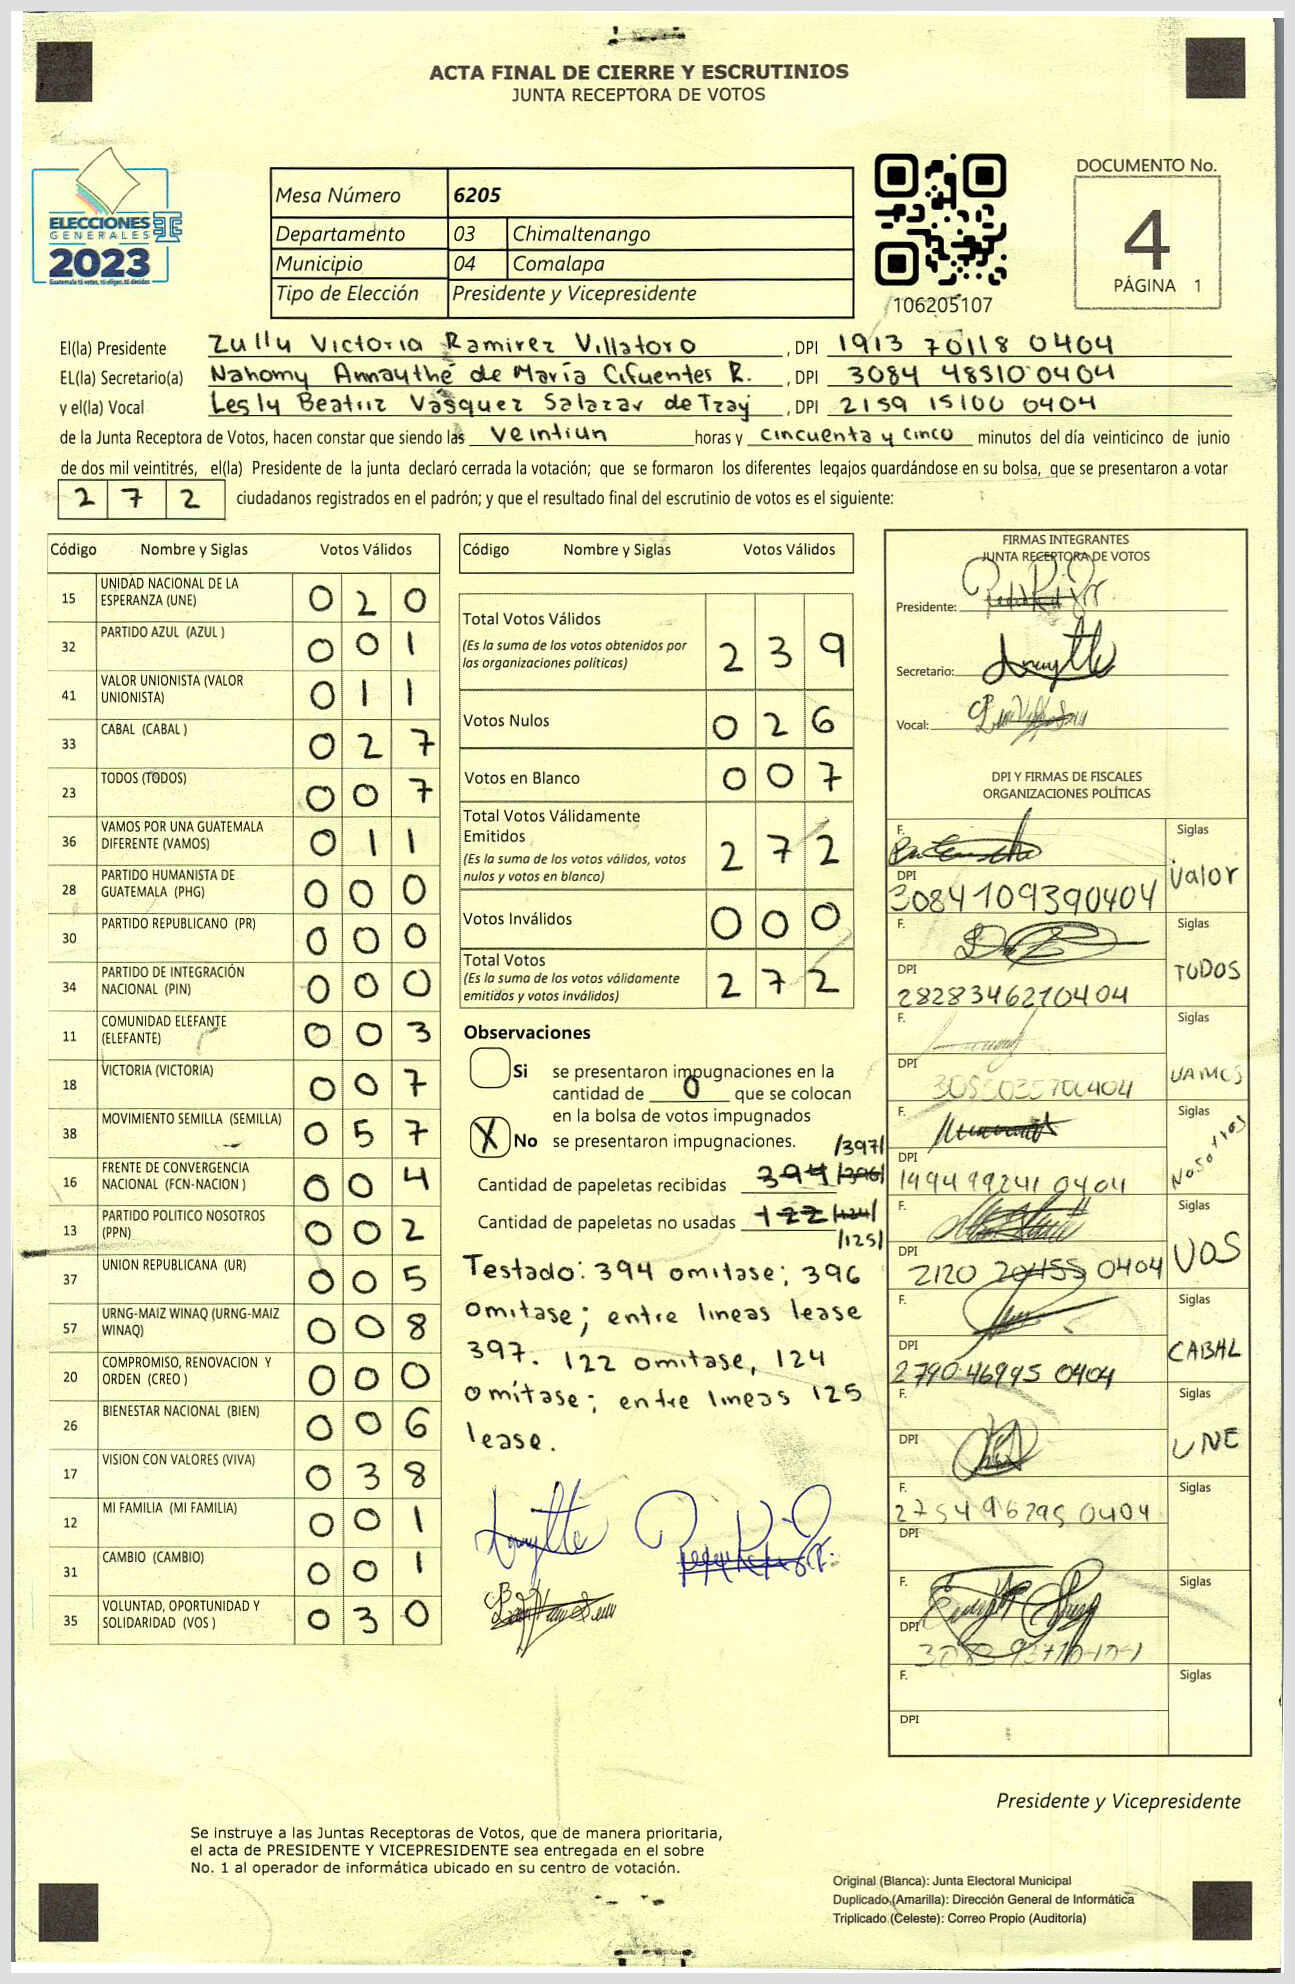 ACTA FINAL DE CIERRE Y ESCRUTINIOS
JUNTA RECEPTORA DE VOTOS
ELECCIONES
GENERALES
2023
Guatemala tú votas, tú eliges, tú decides
Mesa Número 6205
Departamento 03 Chimaltenango
Municipio 04 Comalapa
Tipo de Elección Presidente y Vicepresidente
106205107
DOCUMENTO No.
4
PÁGINA 1
El(la) Presidente Zully Victoria Ramirez Villatoro , DPI 1913 70118 0404
EL(la) Secretario(a) Nahomy Annaythé de María Cifuentes R. , DPI 3084 48510 0404
y el(la) Vocal Lesly Beatriz Vásquez Salazar de Tzay , DPI 2159 15100 0404
de la Junta Receptora de Votos, hacen constar que siendo las veintiun horas y cincuenta y cinco minutos del día veinticinco de junio
de dos mil veintitrés, el(la) Presidente de la junta declaró cerrada la votación; que se formaron los diferentes legajos guardándose en su bolsa, que se presentaron a votar
2 7 2 ciudadanos registrados en el padrón; y que el resultado final del escrutinio de votos es el siguiente:
Código Nombre y Siglas Votos Válidos
15 UNIDAD NACIONAL DE LA ESPERANZA (UNE) 0 2 0
32 PARTIDO AZUL (AZUL ) 0 0 1
41 VALOR UNIONISTA (VALOR UNIONISTA) 0 1 1
33 CABAL (CABAL ) 0 2 7
23 TODOS (TODOS) 0 0 7
36 VAMOS POR UNA GUATEMALA DIFERENTE (VAMOS) 0 1 1
28 PARTIDO HUMANISTA DE GUATEMALA (PHG) 0 0 0
30 PARTIDO REPUBLICANO (PR) 0 0 0
34 PARTIDO DE INTEGRACIÓN NACIONAL (PIN) 0 0 0
11 COMUNIDAD ELEFANTE (ELEFANTE) 0 0 3
18 VICTORIA (VICTORIA) 0 0 7
38 MOVIMIENTO SEMILLA (SEMILLA) 0 5 7
16 FRENTE DE CONVERGENCIA NACIONAL (FCN-NACION ) 0 0 4
13 PARTIDO POLITICO NOSOTROS (PPN) 0 0 2
37 UNION REPUBLICANA (UR) 0 0 5
57 URNG-MAIZ WINAQ (URNG-MAIZ WINAQ) 0 0 8
20 COMPROMISO, RENOVACION Y ORDEN (CREO ) 0 0 0
26 BIENESTAR NACIONAL (BIEN) 0 0 6
17 VISION CON VALORES (VIVA) 0 3 8
12 MI FAMILIA (MI FAMILIA) 0 0 1
31 CAMBIO (CAMBIO) 0 0 1
35 VOLUNTAD, OPORTUNIDAD Y SOLIDARIDAD (VOS ) 0 3 0
Código Nombre y Siglas Votos Válidos
Total Votos Válidos 2 3 9
(Es la suma de los votos obtenidos por
las organizaciones políticas)
Votos Nulos 0 2 6
Votos en Blanco 0 0 7
Total Votos Válidamente
Emitidos 2 7 2
(Es la suma de los votos válidos, votos
nulos y votos en blanco)
Votos Inválidos 0 0 0
Total Votos 2 7 2
(Es la suma de los votos válidamente
emitidos y votos inválidos)
Observaciones
Si se presentaron impugnaciones en la
cantidad de 0 que se colocan
en la bolsa de votos impugnados
X No se presentaron impugnaciones.
/397/
Cantidad de papeletas recibidas 394 /396/
Cantidad de papeletas no usadas 122 /124/
/125/
Testado: 394 omitase; 396
omitase; entre lineas lease
397. 122 omitase, 124
omítase; entre lineas 125
lease.
FIRMAS INTEGRANTES
JUNTA RECEPTORA DE VOTOS
Presidente:
Secretario:
Vocal:
DPI Y FIRMAS DE FISCALES
ORGANIZACIONES POLÍTICAS
F. Siglas
DPI Valor
3084109390404
F. Siglas
DPI TODOS
2828346210404
F. Siglas
DPI VAMOS
F. Siglas
DPI Nosotros
1994 99241 0404
F. Siglas
DPI VOS
2120 20455 0404
F. Siglas
DPI CABAL
2790 46995 0404
F. Siglas
DPI UNE
F. Siglas
2754 96795 0404
DPI
F. Siglas
DPI
F. Siglas
DPI
Presidente y Vicepresidente
Se instruye a las Juntas Receptoras de Votos, que de manera prioritaria,
el acta de PRESIDENTE Y VICEPRESIDENTE sea entregada en el sobre
No. 1 al operador de informática ubicado en su centro de votación.
Original (Blanca): Junta Electoral Municipal
Duplicado (Amarilla): Dirección General de Informática
Triplicado (Celeste): Correo Propio (Auditoría)